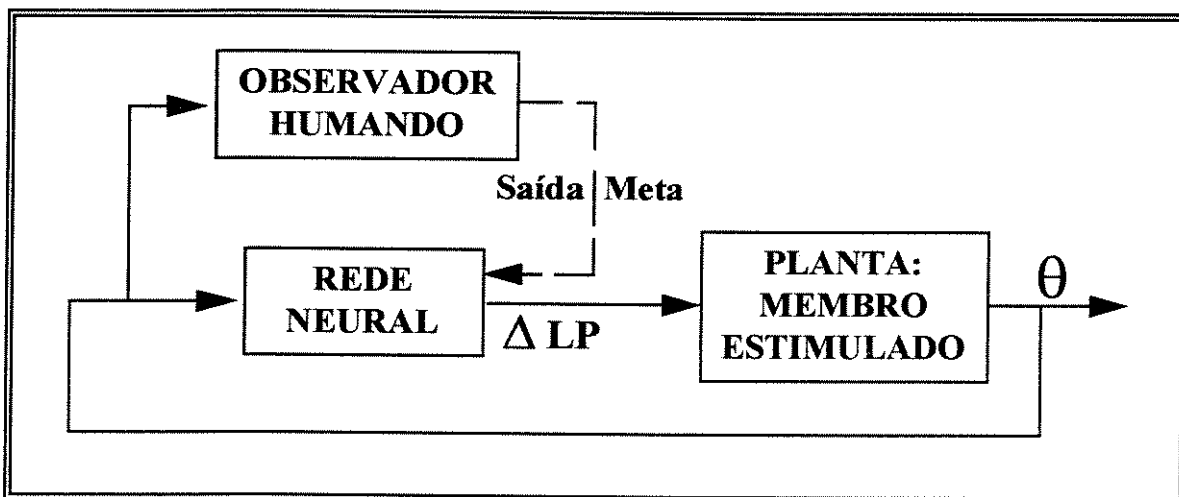 OBSERVADOR
HUMANDO
Saída Meta
REDE
NEURAL
Δ LP
PLANTA:
MEMBRO
ESTIMULADO
θ